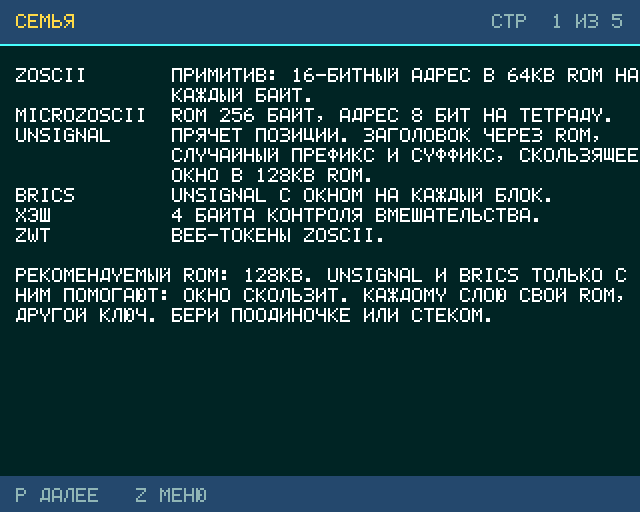 СЕМЬЯ СТР 1 ИЗ 5
ZOSCII ПРИМИТИВ: 16-БИТНЫЙ АДРЕС В 64KB ROM НА
КАЖДЫЙ БАЙТ.
MICROZOSCII ROM 256 БАЙТ, АДРЕС 8 БИТ НА ТЕТРАДУ.
UNSIGNAL ПРЯЧЕТ ПОЗИЦИИ. ЗАГОЛОВОК ЧЕРЕЗ ROM,
СЛУЧАЙНЫЙ ПРЕФИКС И СУФФИКС, СКОЛЬЗЯЩЕЕ
ОКНО В 128KB ROM.
BRICS UNSIGNAL С ОКНОМ НА КАЖДЫЙ БЛОК.
ХЭШ 4 БАЙТА КОНТРОЛЯ ВМЕШАТЕЛЬСТВА.
ZWT ВЕБ-ТОКЕНЫ ZOSCII.
РЕКОМЕНДУЕМЫЙ ROM: 128KB. UNSIGNAL И BRICS ТОЛЬКО С
НИМ ПОМОГАЮТ: ОКНО СКОЛЬЗИТ. КАЖДОМУ СЛОЮ СВОЙ ROM,
ДРУГОЙ КЛЮЧ. БЕРИ ПООДИНОЧКЕ ИЛИ СТЕКОМ.
P ДАЛЕЕ Z МЕНЮ